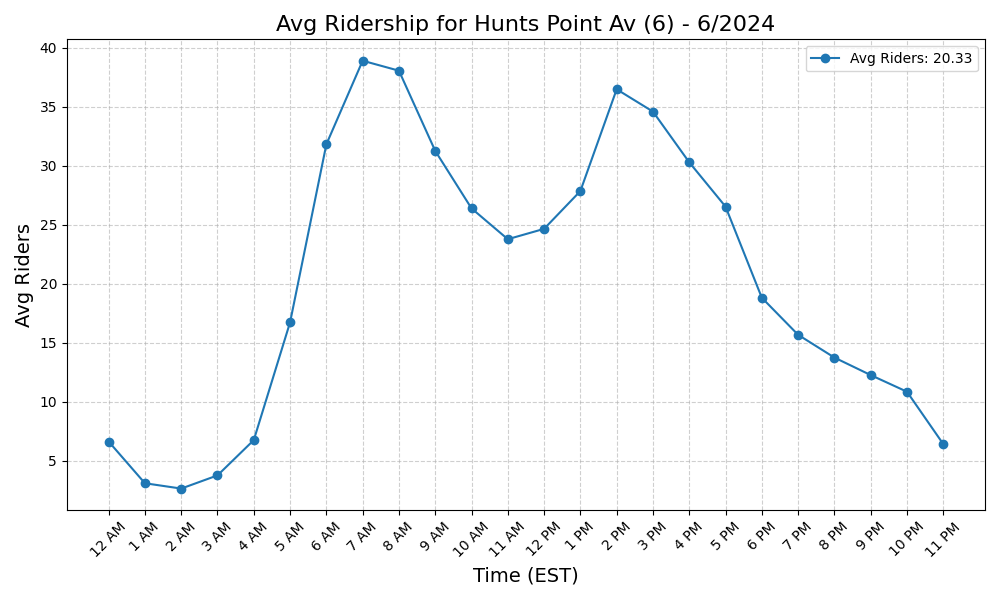 Avg Ridership for Hunts Point Av (6) - 6/2024
Avg Riders: 20.33
Avg Riders
40
35
30
25
20
15
10
5
12 AM
1 AM
2 AM
3 AM
4 AM
5 AM
6 AM
7 AM
8 AM
9 AM
10 AM
11 AM
12 PM
1 PM
2 PM
3 PM
4 PM
5 PM
6 PM
7 PM
8 PM
9 PM
10 PM
11 PM
Time (EST)